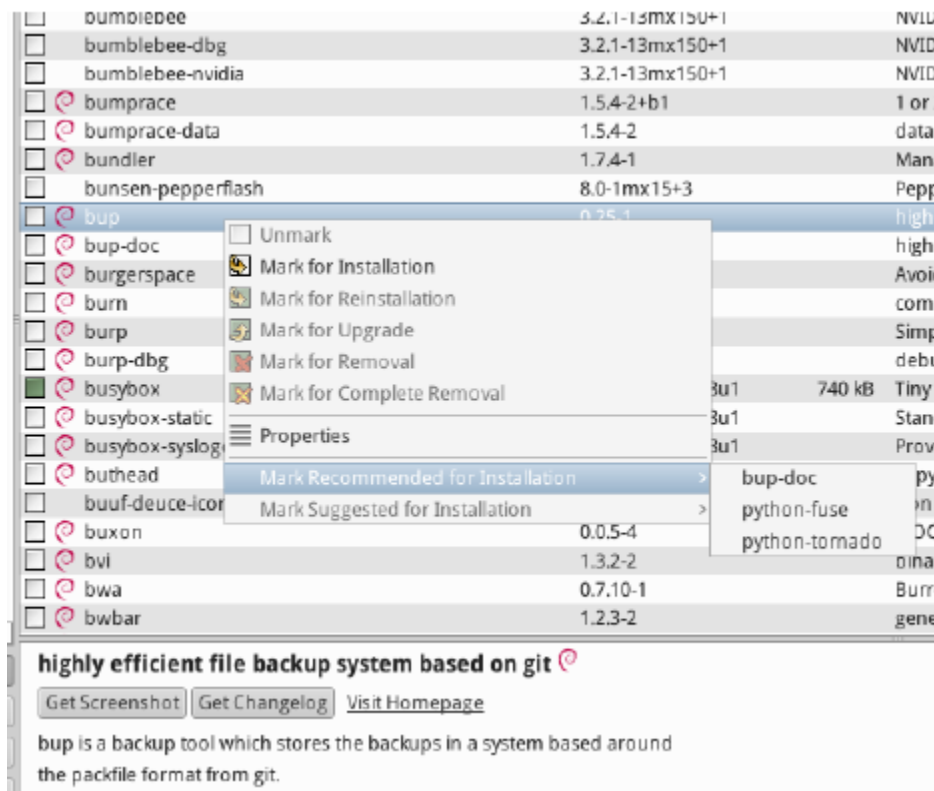 bumblebee 3.2.1-13mx150+1 NVID
bumblebee-dbg 3.2.1-13mx150+1 NVID
bumblebee-nvidia 3.2.1-13mx150+1 NVID
bumprace 1.5.4-2+b1 1 or
bumprace-data 1.5.4-2 data
bundler 1.7.4-1 Man
bunsen-pepperflash 8.0-1mx15+3 Pepp
bup 0.25-1 high
Unmark
bup-doc high
Mark for Installation
burgerspace Avoi
Mark for Reinstallation
burn com
Mark for Upgrade
burp Simp
Mark for Removal
burp-dbg debu
Mark for Complete Removal
busybox 3u1 740 kB Tiny
busybox-static 3u1 Stan
Properties
busybox-syslog 3u1 Prov
Mark Recommended for Installation > bup-doc
buthead py
Mark Suggested for Installation > python-fuse
buuf-deuce-icor on
buxon 0.0.5-4
python-tornado
bvi 1.3.2-2 bina
bwa 0.7.10-1 Burr
bwbar 1.2.3-2 gene
highly efficient file backup system based on git
Get Screenshot Get Changelog Visit Homepage
bup is a backup tool which stores the backups in a system based around
the packfile format from git.